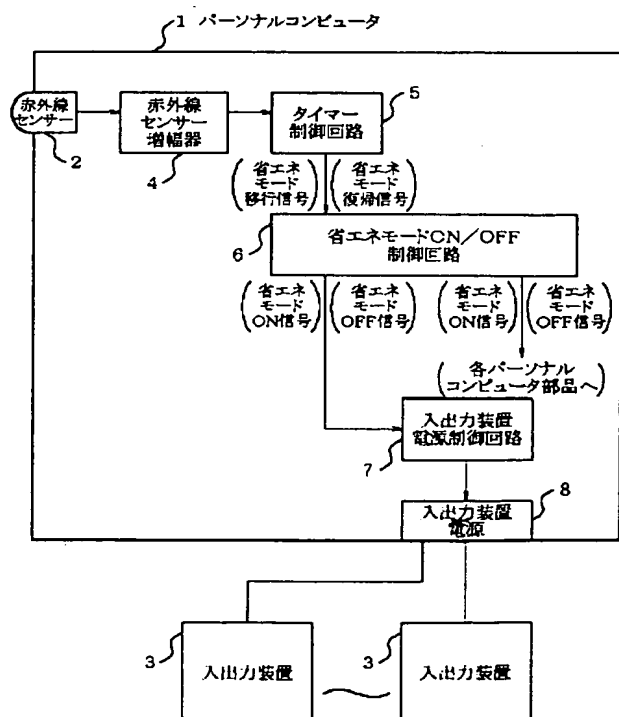 1 パーソナルコンピュータ
赤外線
センサー
2
赤外線
センサー
増幅器
4
タイマー
制御回路
5
省エネ
モード
移行信号
省エネ
モード
復帰信号
6
省エネモードON/OFF
制御回路
省エネ
モード
ON信号
省エネ
モード
OFF信号
省エネ
モード
ON信号
省エネ
モード
OFF信号
各パーソナル
コンピュータ部品へ
入出力装置
電源制御回路
7
入出力装置
電源
8
3
入出力装置
3
入出力装置